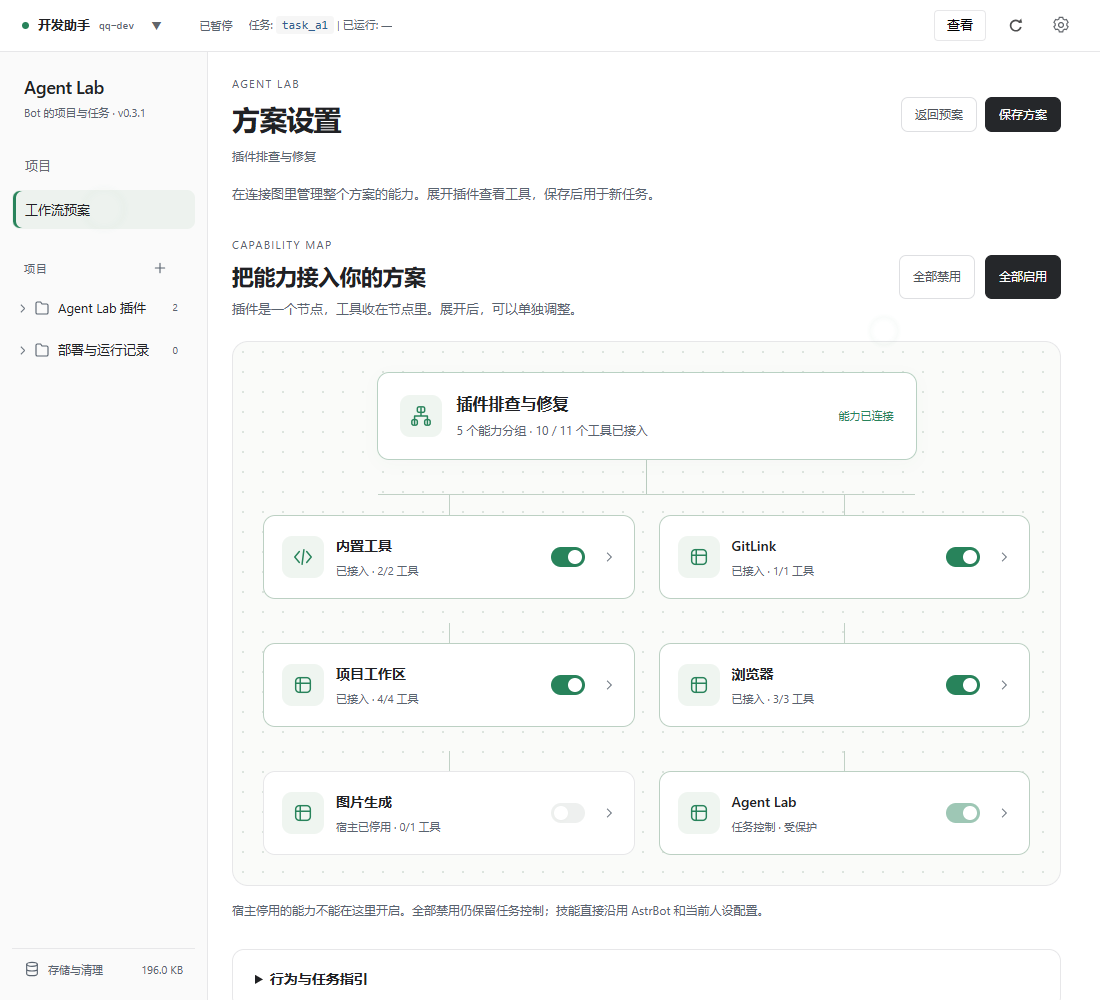 开发助手 qq-dev ▼ 已暂停 任务: task_a1 | 已运行: — 查看
Agent Lab
Bot 的项目与任务 · v0.3.1
项目
工作流预案
项目 +
Agent Lab 插件 2
部署与运行记录 0
存储与清理 196.0 KB
AGENT LAB
方案设置
插件排查与修复
返回预案 保存方案
在连接图里管理整个方案的能力。展开插件查看工具，保存后用于新任务。
CAPABILITY MAP
把能力接入你的方案
插件是一个节点，工具收在节点里。展开后，可以单独调整。
全部禁用 全部启用
插件排查与修复
5 个能力分组 · 10 / 11 个工具已接入
能力已连接
内置工具
已接入 · 2/2 工具
GitLink
已接入 · 1/1 工具
项目工作区
已接入 · 4/4 工具
浏览器
已接入 · 3/3 工具
图片生成
宿主已停用 · 0/1 工具
Agent Lab
任务控制 · 受保护
宿主停用的能力不能在这里开启。全部禁用仍保留任务控制；技能直接沿用 AstrBot 和当前人设配置。
▶ 行为与任务指引